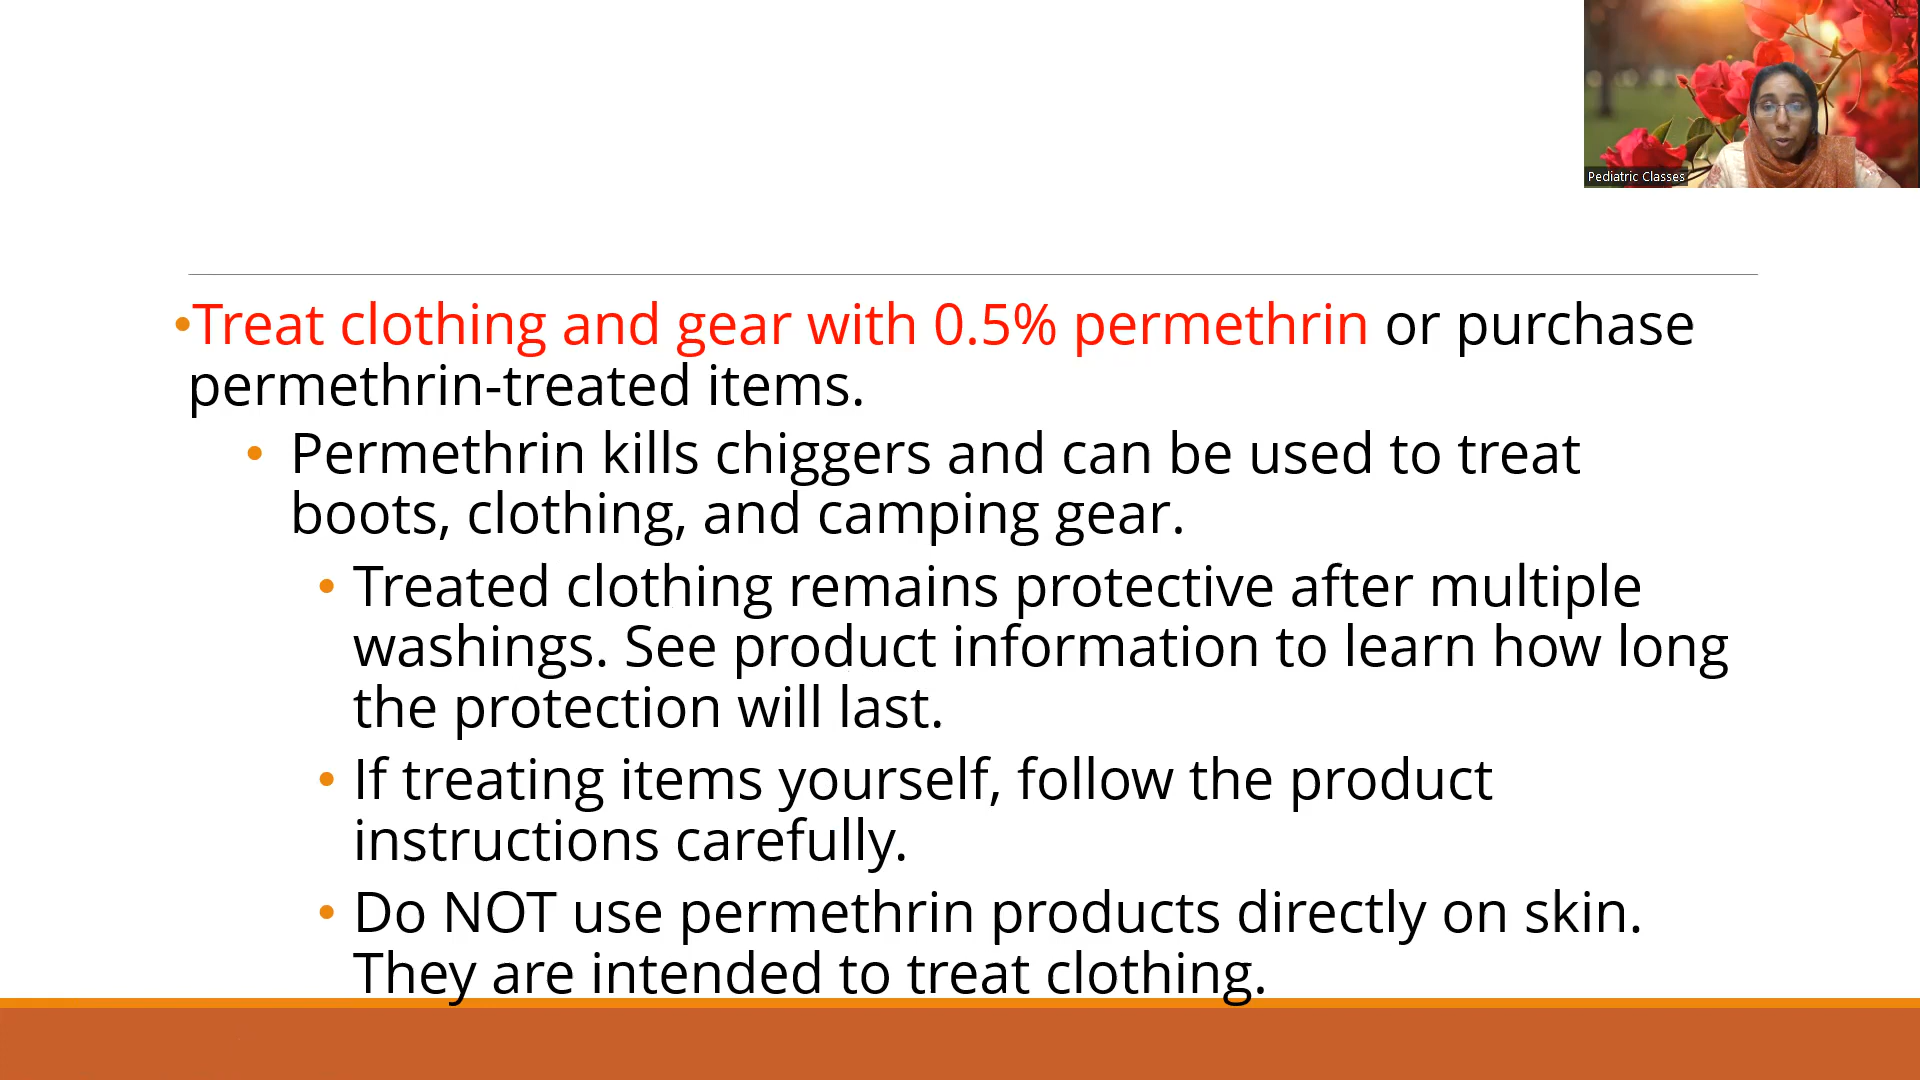 Pediatric Classes
•Treat clothing and gear with 0.5% permethrin or purchase
permethrin-treated items.
• Permethrin kills chiggers and can be used to treat
boots, clothing, and camping gear.
• Treated clothing remains protective after multiple
washings. See product information to learn how long
the protection will last.
• If treating items yourself, follow the product
instructions carefully.
• Do NOT use permethrin products directly on skin.
They are intended to treat clothing.